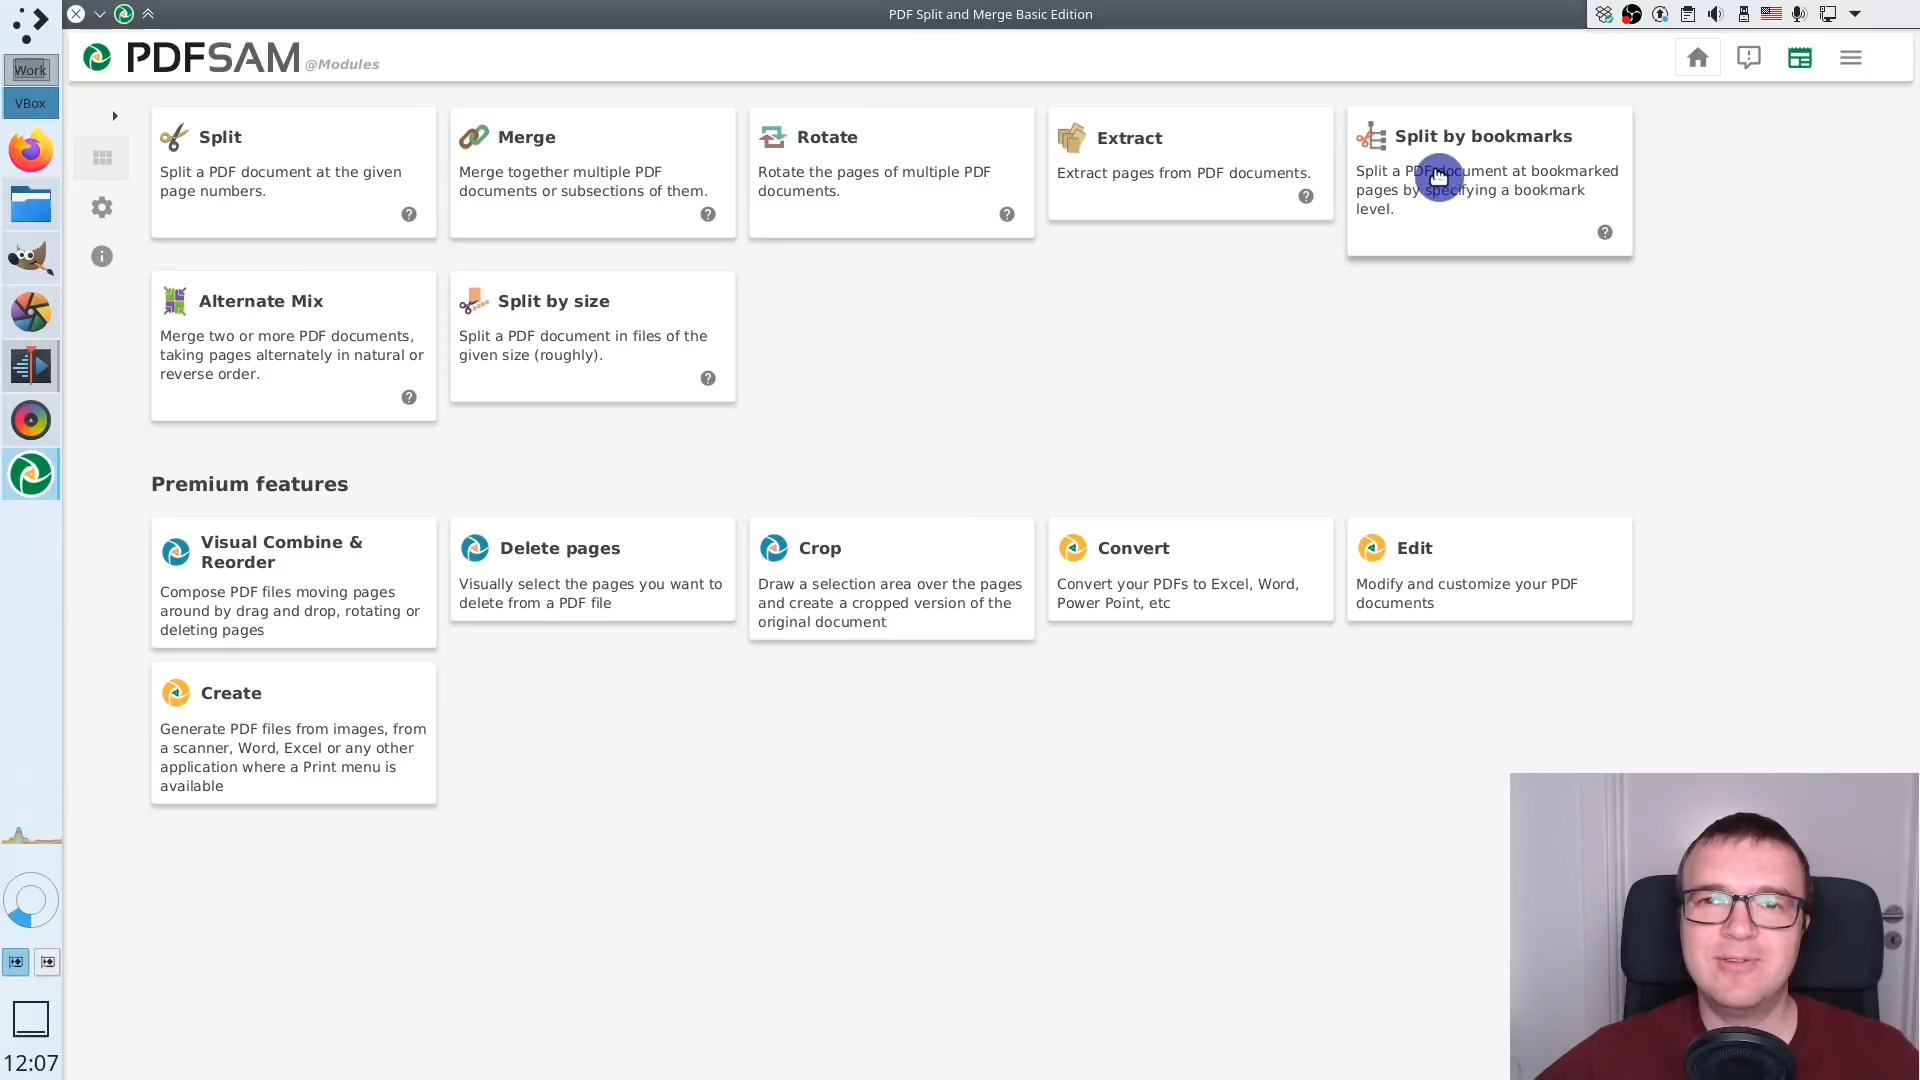 PDF Split and Merge Basic Edition
Work
VBox
PDFSAM @Modules
Split
Split a PDF document at the given
page numbers.
Merge
Merge together multiple PDF
documents or subsections of them.
Rotate
Rotate the pages of multiple PDF
documents.
Extract
Extract pages from PDF documents.
Split by bookmarks
Split a PDF document at bookmarked
pages by specifying a bookmark
level.
Alternate Mix
Merge two or more PDF documents,
taking pages alternately in natural or
reverse order.
Split by size
Split a PDF document in files of the
given size (roughly).
Premium features
Visual Combine &
Reorder
Compose PDF files moving pages
around by drag and drop, rotating or
deleting pages
Delete pages
Visually select the pages you want to
delete from a PDF file
Crop
Draw a selection area over the pages
and create a cropped version of the
original document
Convert
Convert your PDFs to Excel, Word,
Power Point, etc
Edit
Modify and customize your PDF
documents
Create
Generate PDF files from images, from
a scanner, Word, Excel or any other
application where a Print menu is
available
12:07